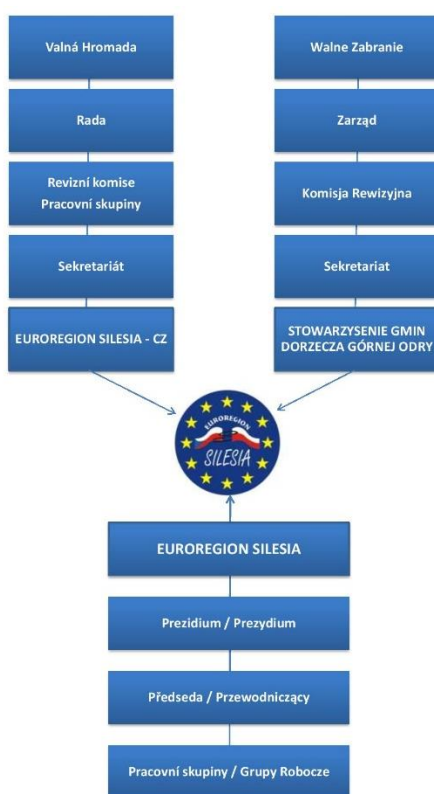 Valná Hromada
Rada
Revizní komise
Pracovní skupiny
Sekretariát
EUROREGION SILESIA - CZ
Walne Zabranie
Zarząd
Komisja Rewizyjna
Sekretariat
STOWARZYSENIE GMIN
DORZECZA GÓRNEJ ODRY
EUROREGION
SILESIA
EUROREGION SILESIA
Prezidium / Prezydium
Předseda / Przewodniczący
Pracovní skupiny / Grupy Robocze